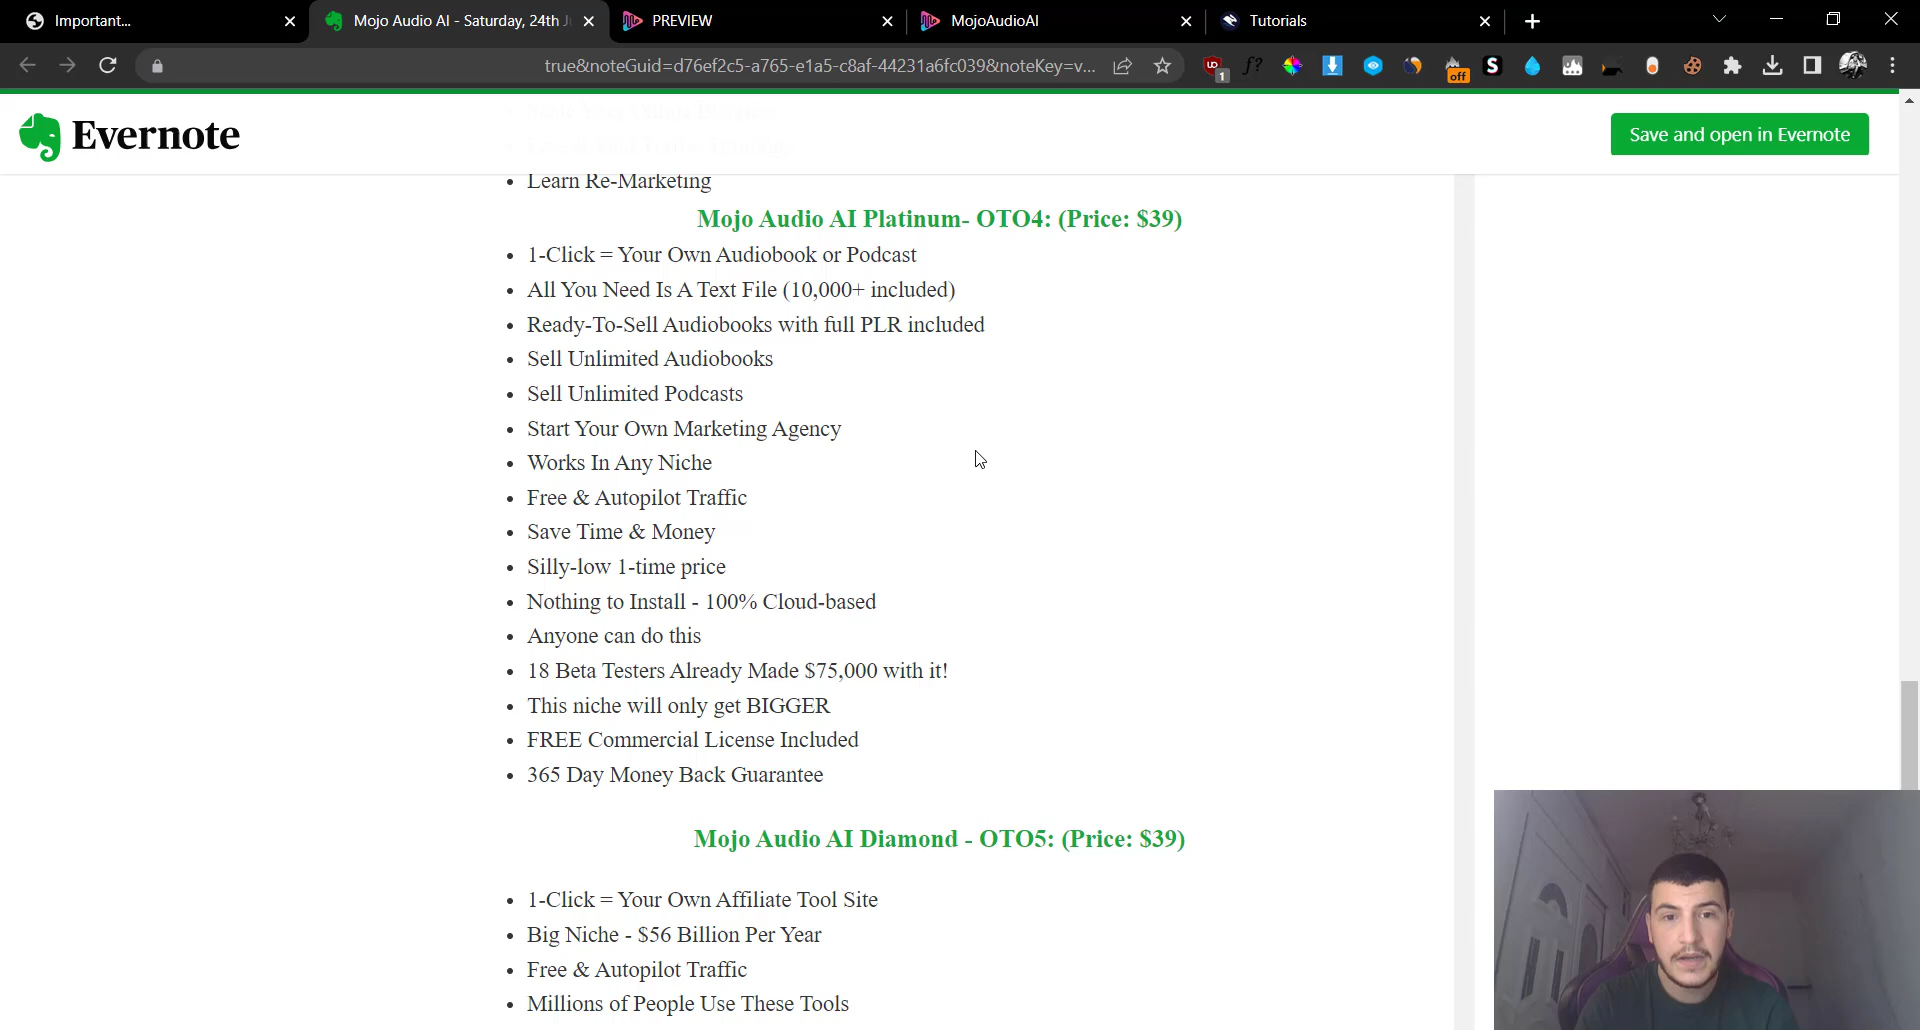 Important...
Mojo Audio AI - Saturday, 24th J
PREVIEW
MojoAudioAI
Tutorials
true&noteGuid=d76ef2c5-a765-e1a5-c8af-44231a6fc039&noteKey=v...
1
f?
off
S
Evernote
Save and open in Evernote
• Learn Re-Marketing
Mojo Audio AI Platinum- OTO4: (Price: $39)
• 1-Click = Your Own Audiobook or Podcast
• All You Need Is A Text File (10,000+ included)
• Ready-To-Sell Audiobooks with full PLR included
• Sell Unlimited Audiobooks
• Sell Unlimited Podcasts
• Start Your Own Marketing Agency
• Works In Any Niche
• Free & Autopilot Traffic
• Save Time & Money
• Silly-low 1-time price
• Nothing to Install - 100% Cloud-based
• Anyone can do this
• 18 Beta Testers Already Made $75,000 with it!
• This niche will only get BIGGER
• FREE Commercial License Included
• 365 Day Money Back Guarantee
Mojo Audio AI Diamond - OTO5: (Price: $39)
• 1-Click = Your Own Affiliate Tool Site
• Big Niche - $56 Billion Per Year
• Free & Autopilot Traffic
• Millions of People Use These Tools